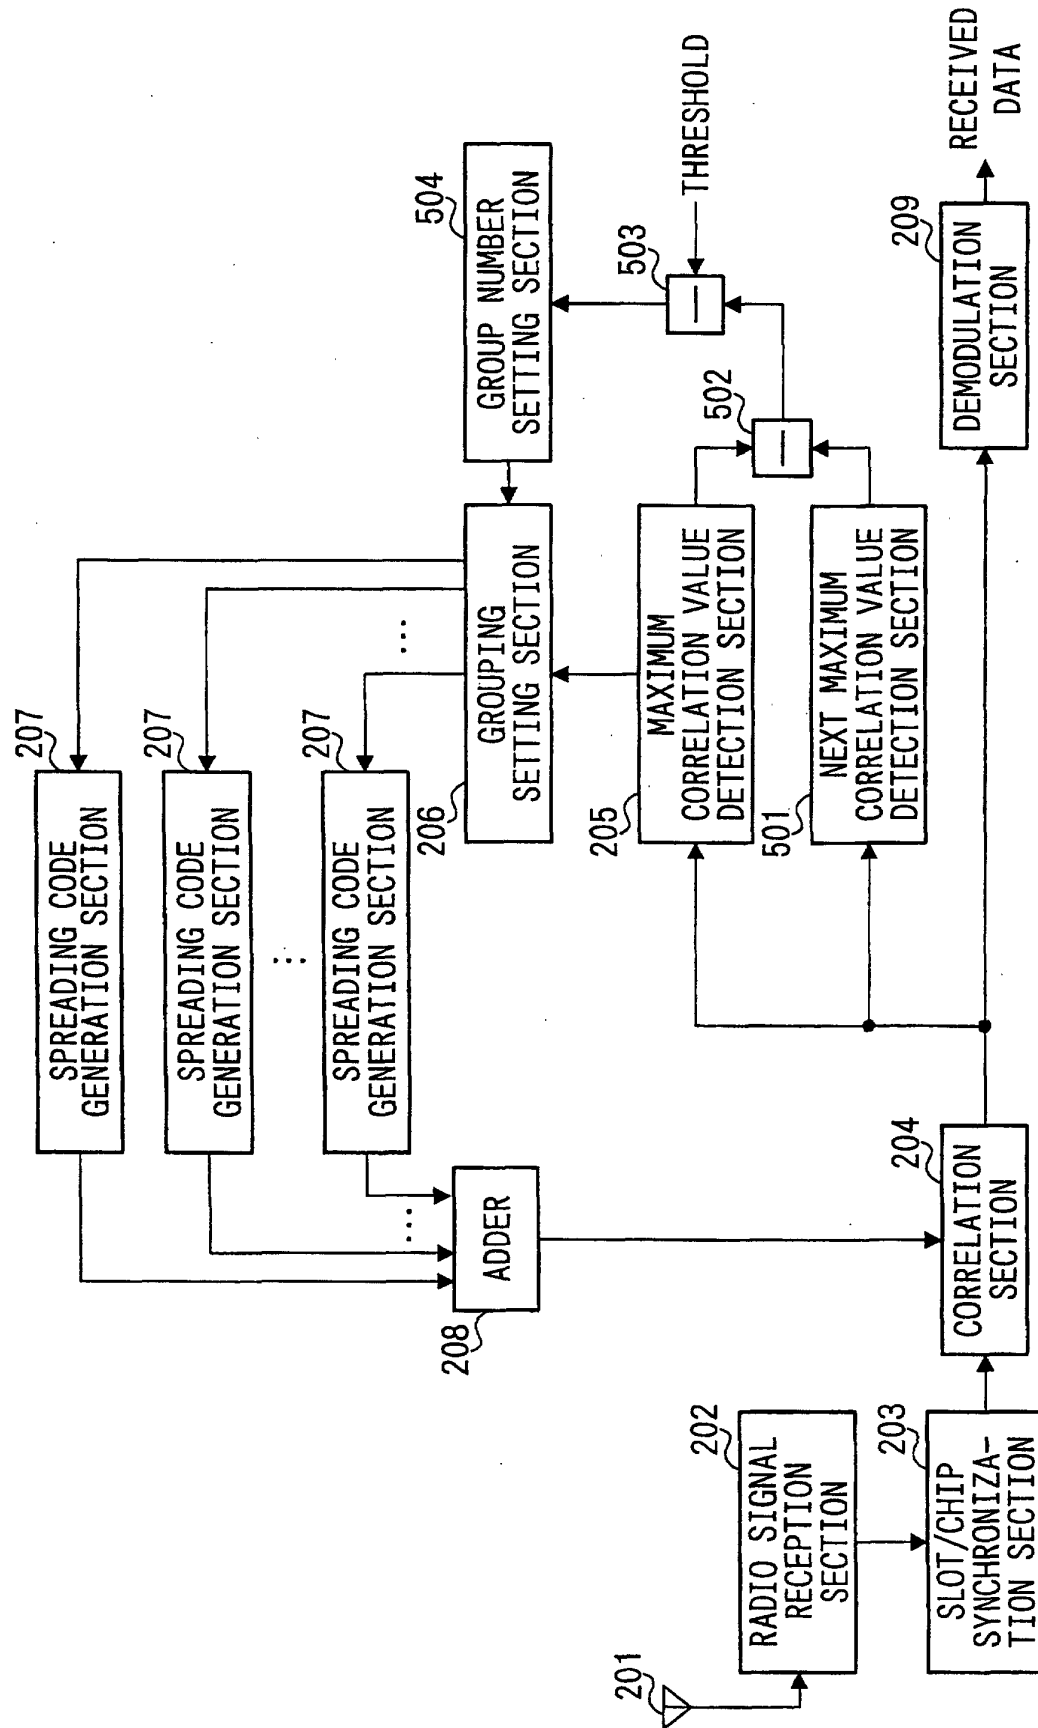 201
RADIO SIGNAL
RECEPTION
SECTION
202
SLOT/CHIP
SYNCHRONIZA-
TION SECTION
203
CORRELATION
SECTION
204
208
ADDER
SPREADING CODE
GENERATION SECTION
207
SPREADING CODE
GENERATION SECTION
207
SPREADING CODE
GENERATION SECTION
207
206
GROUPING
SETTING SECTION
GROUP NUMBER
SETTING SECTION
504
205
MAXIMUM
CORRELATION VALUE
DETECTION SECTION
501
NEXT MAXIMUM
CORRELATION VALUE
DETECTION SECTION
502
503
THRESHOLD
DEMODULATION
SECTION
209
RECEIVED
DATA